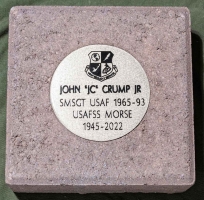 JOHN "JC" CRUMP JR
SMSGT USAF 1965-93
USAFSS MORSE
1945-2022